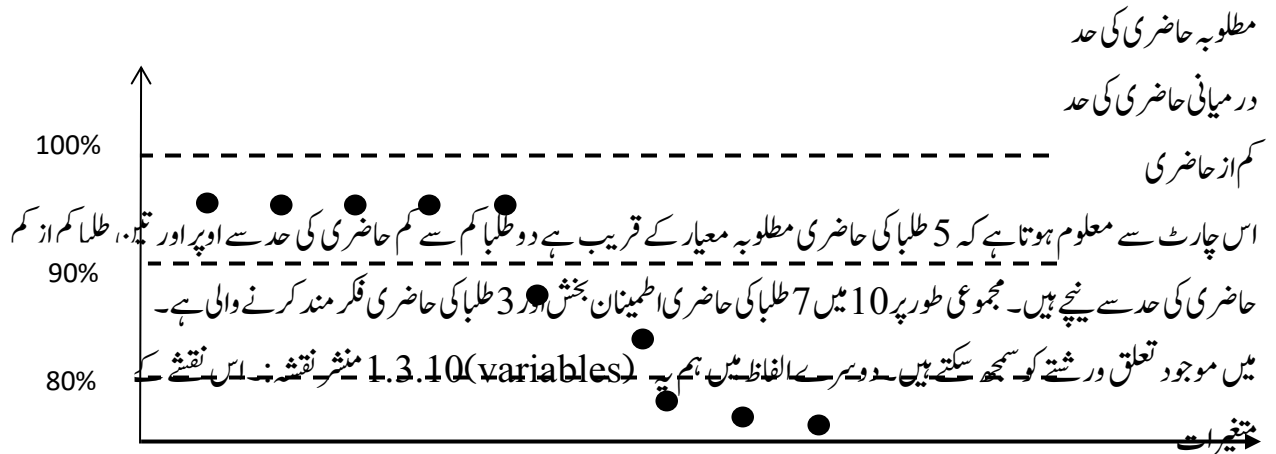 مطلوبہ حاضری کی حد
درمیانی حاضری کی حد
100%
کم از حاضری
اس چارٹ سے معلوم ہوتا ہے کہ 5 طلبا کی حاضری مطلوبہ معیار کے قریب ہے دو طلبا کم سے کم حاضری کی حد سے اوپر اور تین طلبا کم از کم
90%
حاضری کی حد سے نیچے ہیں۔ مجموعی طور پر 10 میں 7 طلبا کی حاضری اطمینان بخش اور 3 طلبا کی حاضری فکر مند کرنے والی ہے۔
80%
میں موجود تعلق ور شتے کو سمجھ سکتے ہیں۔ دوسرے الفاظ میں ہم یہ (variables) 1.3.10 منشر نقشہ :۔ اس نقشے کے
متغیرات